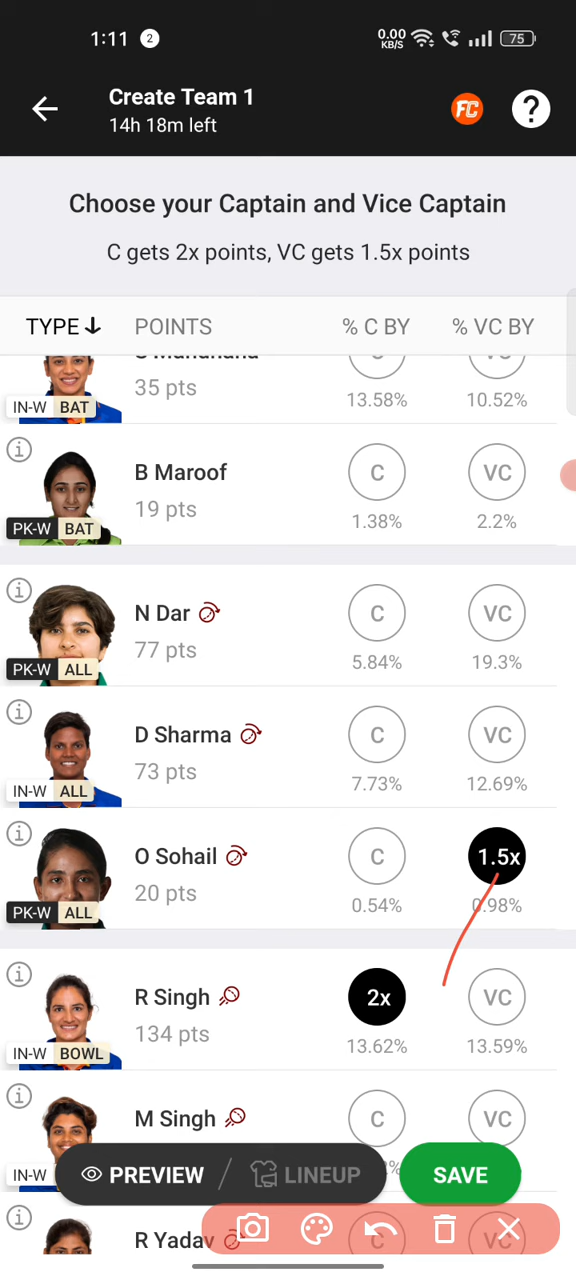 1:11 2 0.00 KB/S 75
Create Team 1
14h 18m left
FC ?
Choose your Captain and Vice Captain
C gets 2x points, VC gets 1.5x points
TYPE POINTS % C BY % VC BY
35 pts
13.58% 10.52%
IN-W BAT
B Maroof C VC
19 pts
1.38% 2.2%
PK-W BAT
N Dar C VC
77 pts
5.84% 19.3%
PK-W ALL
D Sharma C VC
73 pts
7.73% 12.69%
IN-W ALL
O Sohail C 1.5x
20 pts
0.54% 0.98%
PK-W ALL
R Singh 2x VC
134 pts
13.62% 13.59%
IN-W BOWL
M Singh C VC
IN-W
PREVIEW / LINEUP SAVE
R Yadav C VC